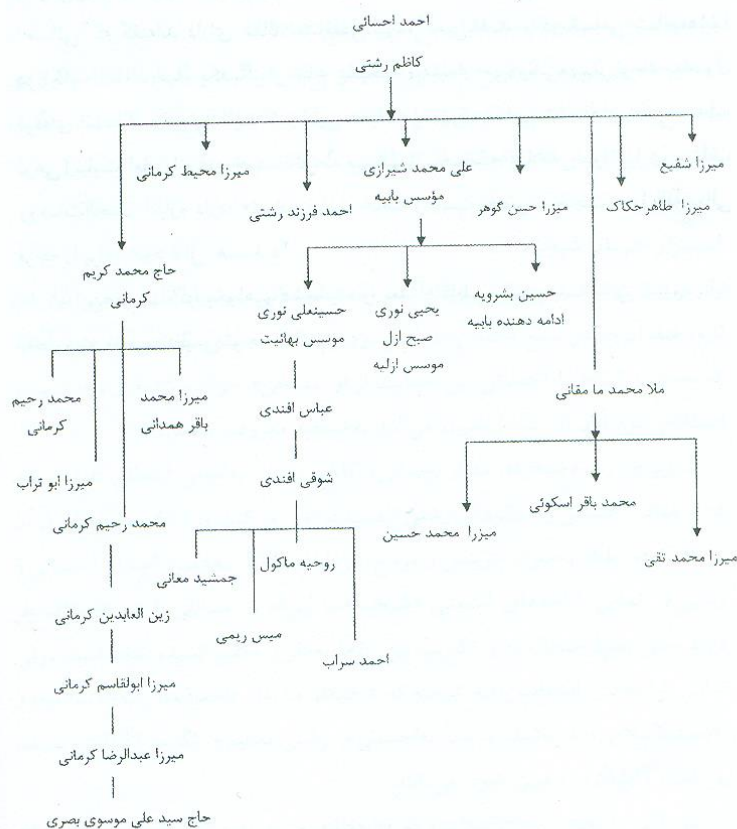 احمد احسائی
کاظم رشتی
میرزا شفیع
علی محمد شیرازی
مؤسس بابیه
میرزا محیط کرمانی
میرزا طاهرحکاک
میزرا حسن گوهر
احمد فرزند رشتی
حاج محمد کریم
کرمانی
حسین بشرویه
ادامه دهنده بابیه
یحیی نوری
صبح ازل
موسس ازلیه
حسینعلی نوری
موسس بهائیت
ملا محمد ما مقانی
میرزا محمد
باقر همدانی
محمد رحیم
کرمانی
عباس افندی
میرزا ابو تراب
شوقی افندی
محمد باقر اسکوئی
محمد رحیم کرمانی
میزرا محمد حسین
میرزا محمد تقی
روحیه ماکول
جمشید معانی
زین العابدین کرمانی
میس ریمی
احمد سراب
میرزا ابولقاسم کرمانی
میرزا عبدالرضا کرمانی
حاج سید علی موسوی بصری